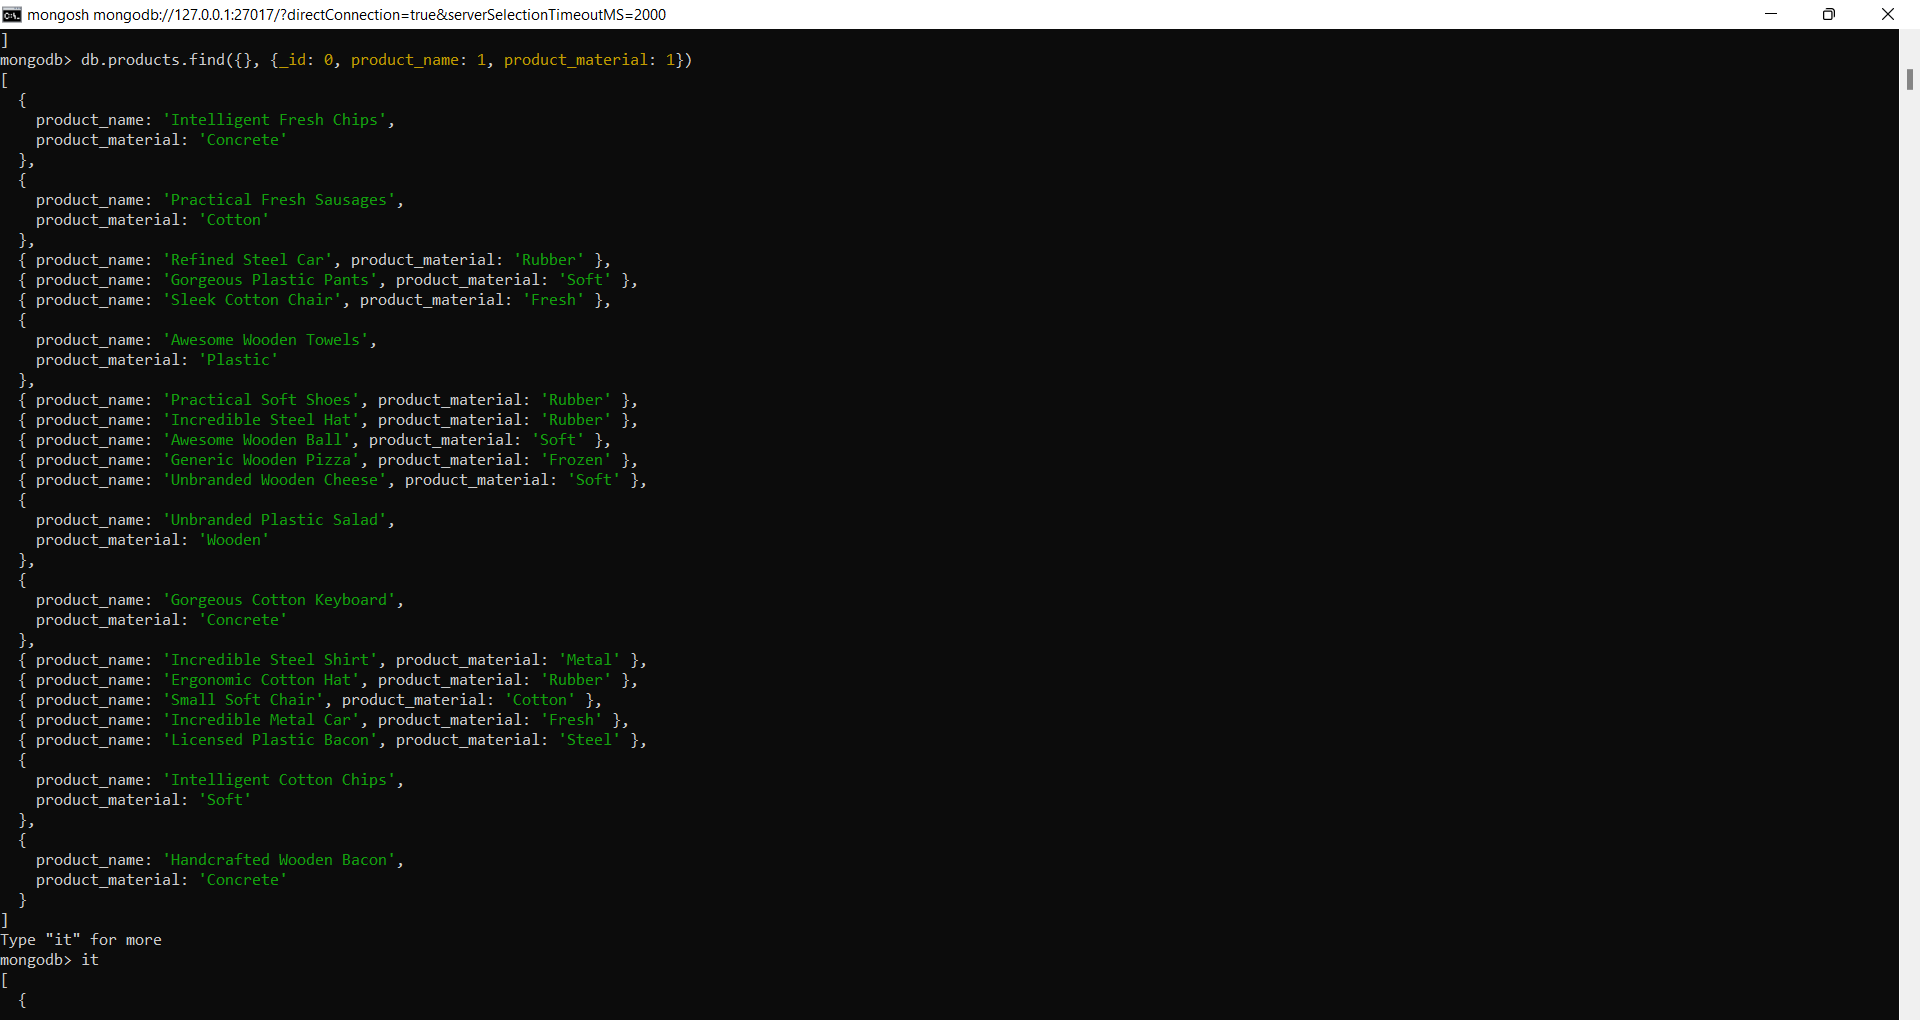 mongosh mongodb://127.0.0.1:27017/?directConnection=true&serverSelectionTimeoutMS=2000
]
mongodb> db.products.find({}, {_id: 0, product_name: 1, product_material: 1})
[
  {
    product_name: 'Intelligent Fresh Chips',
    product_material: 'Concrete'
  },
  {
    product_name: 'Practical Fresh Sausages',
    product_material: 'Cotton'
  },
  { product_name: 'Refined Steel Car', product_material: 'Rubber' },
  { product_name: 'Gorgeous Plastic Pants', product_material: 'Soft' },
  { product_name: 'Sleek Cotton Chair', product_material: 'Fresh' },
  {
    product_name: 'Awesome Wooden Towels',
    product_material: 'Plastic'
  },
  { product_name: 'Practical Soft Shoes', product_material: 'Rubber' },
  { product_name: 'Incredible Steel Hat', product_material: 'Rubber' },
  { product_name: 'Awesome Wooden Ball', product_material: 'Soft' },
  { product_name: 'Generic Wooden Pizza', product_material: 'Frozen' },
  { product_name: 'Unbranded Wooden Cheese', product_material: 'Soft' },
  {
    product_name: 'Unbranded Plastic Salad',
    product_material: 'Wooden'
  },
  {
    product_name: 'Gorgeous Cotton Keyboard',
    product_material: 'Concrete'
  },
  { product_name: 'Incredible Steel Shirt', product_material: 'Metal' },
  { product_name: 'Ergonomic Cotton Hat', product_material: 'Rubber' },
  { product_name: 'Small Soft Chair', product_material: 'Cotton' },
  { product_name: 'Incredible Metal Car', product_material: 'Fresh' },
  { product_name: 'Licensed Plastic Bacon', product_material: 'Steel' },
  {
    product_name: 'Intelligent Cotton Chips',
    product_material: 'Soft'
  },
  {
    product_name: 'Handcrafted Wooden Bacon',
    product_material: 'Concrete'
  }
]
Type "it" for more
mongodb> it
[
  {